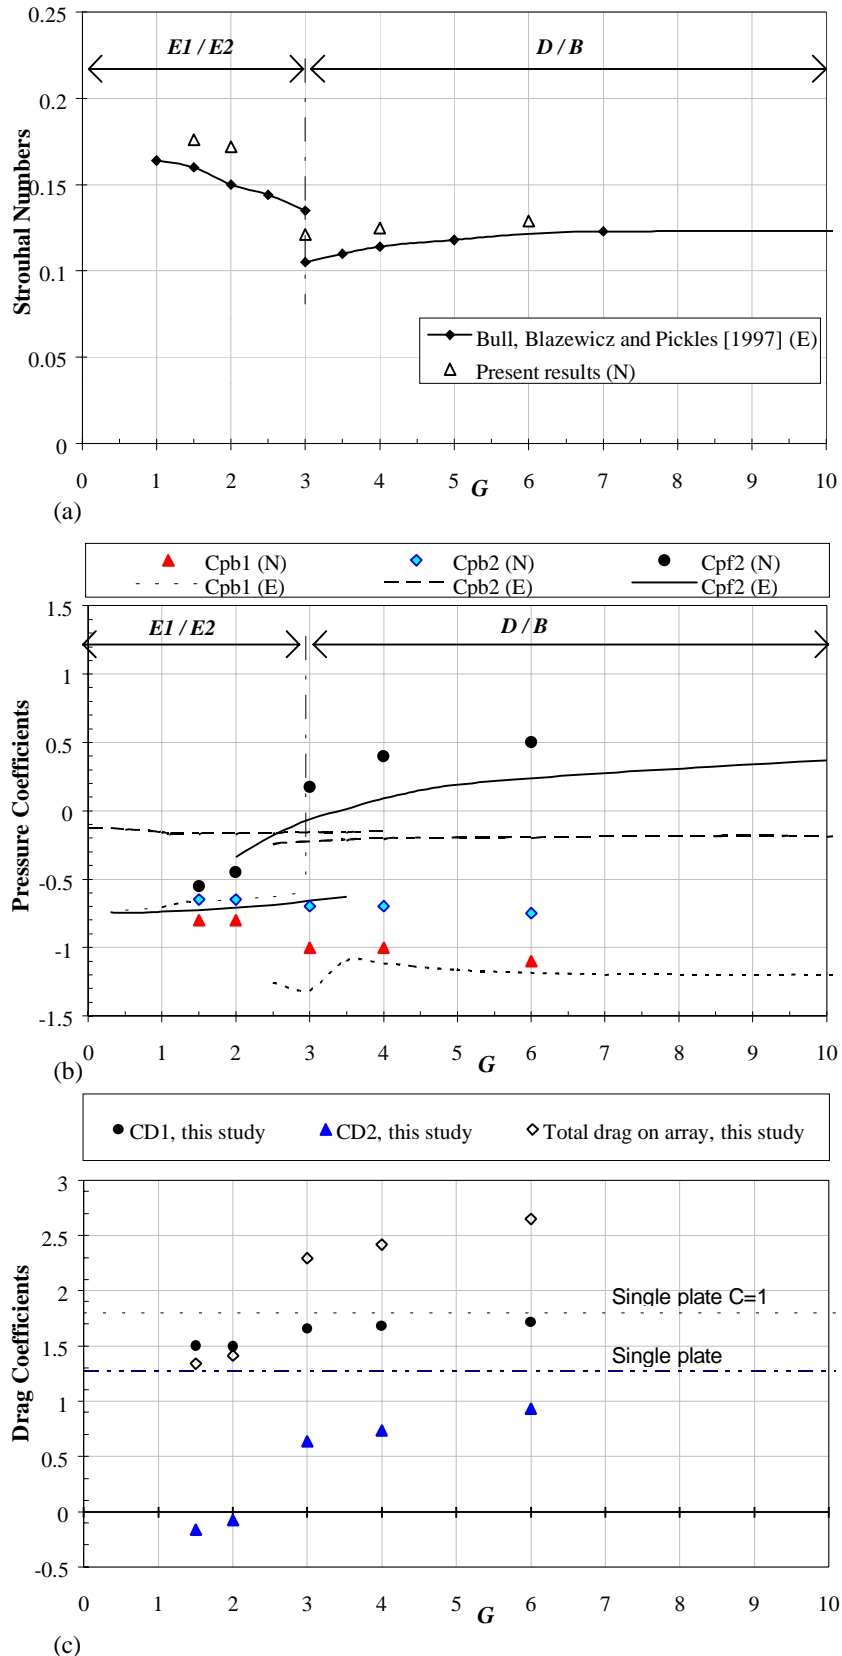 0.25
E1 / E2 D / B
0.2
0.15
0.1
0.05
0
Strouhal Numbers
Bull, Blazewicz and Pickles [1997] (E)
Present results (N)
0 1 2 3 4 5 6 7 8 9 10
G
(a)
Cpb1 (N) Cpb2 (N) Cpf2 (N)
Cpb1 (E) Cpb2 (E) Cpf2 (E)
1.5
E1 / E2 D / B
1
0.5
0
-0.5
-1
-1.5
Pressure Coefficients
0 1 2 3 4 5 6 7 8 9 10
G
(b)
CD1, this study CD2, this study Total drag on array, this study
3
2.5
2
Single plate C=1
1.5
Single plate
1
0.5
0
-0.5
Drag Coefficients
0 1 2 3 4 5 6 7 8 9 10
G
(c)